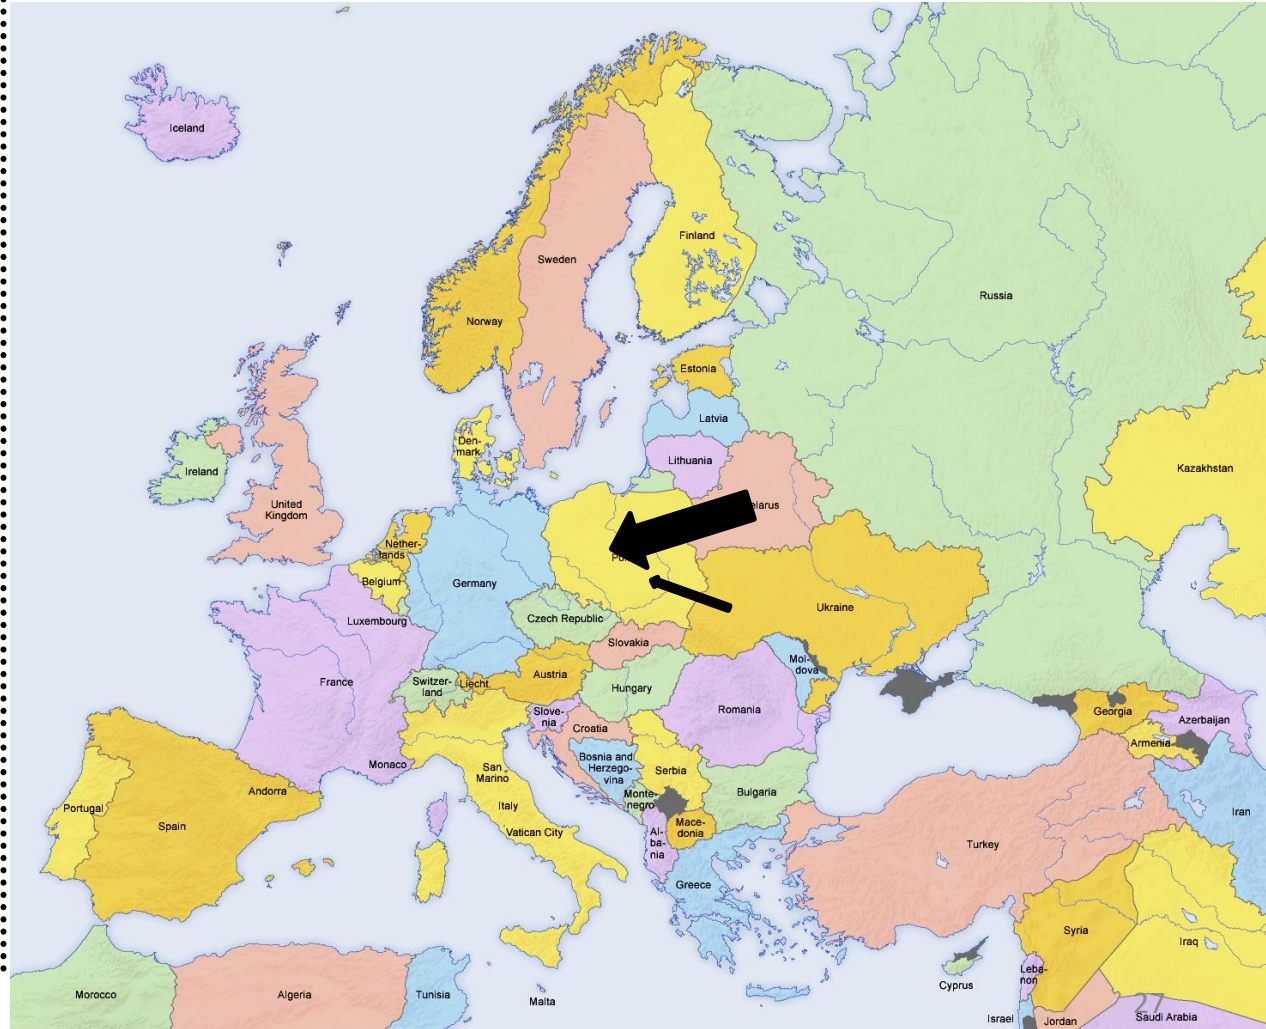 Iceland
Finland
Sweden
Russia
Norway
Estonia
Latvia
Den-
mark
Lithuania
Kazakhstan
Ireland
United
Kingdom
elarus
Nether-
lands
Po
Belgium
Germany
Ukraine
Czech Republic
Luxembourg
Slovakia
Mol-
dova
Austria
France
Switzer-
land
Liecht
Hungary
Romania
Georgia
Slove-
nia
Croatia
Azerbaijan
Armenia
Monaco
San
Marino
Bosnia and
Herzego-
vina
Serbia
Andorra
Monte-
negro
Bulgaria
Portugal
Italy
Iran
Spain
Vatican City
Mace-
donia
Al-
ba-
nia
Turkey
Greece
Syria
Iraq
Leba-
non
Cyprus
Morocco
Algeria
Tunisia
Malta
27
Israel
Jordan
Saudi Arabia